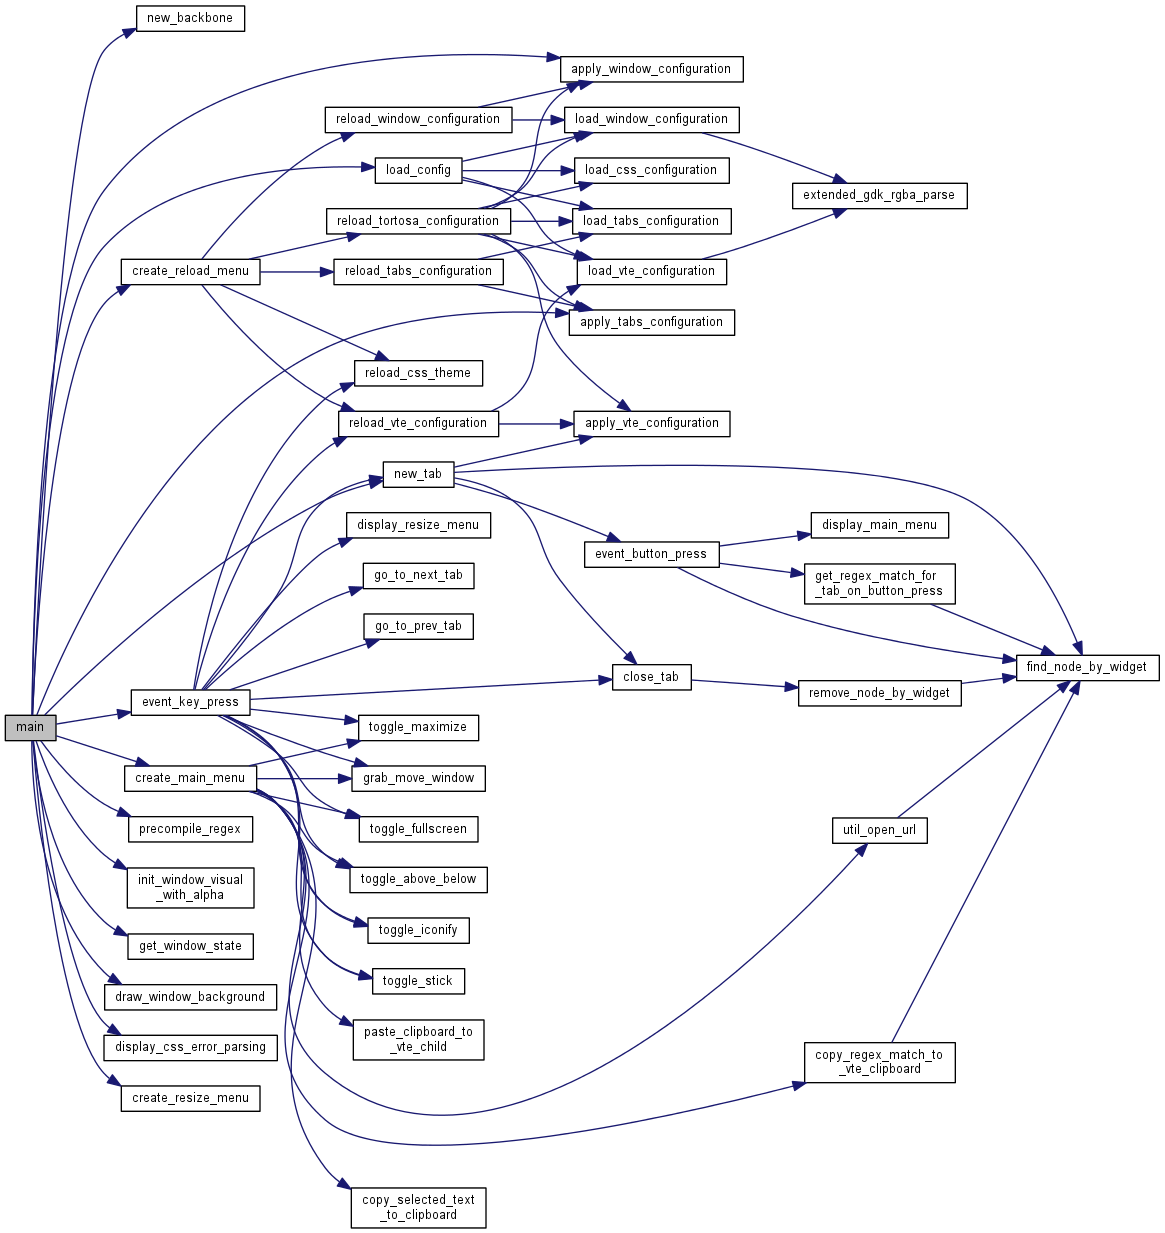 new_backbone
apply_window_configuration
reload_window_configuration
load_window_configuration
load_config
load_css_configuration
extended_gdk_rgba_parse
reload_tortosa_configuration
load_tabs_configuration
create_reload_menu
reload_tabs_configuration
load_vte_configuration
apply_tabs_configuration
reload_css_theme
reload_vte_configuration
apply_vte_configuration
new_tab
display_resize_menu
display_main_menu
event_button_press
go_to_next_tab
get_regex_match_for
_tab_on_button_press
go_to_prev_tab
find_node_by_widget
close_tab
remove_node_by_widget
event_key_press
main
toggle_maximize
create_main_menu
grab_move_window
precompile_regex
toggle_fullscreen
util_open_url
init_window_visual
_with_alpha
toggle_above_below
toggle_iconify
get_window_state
toggle_stick
draw_window_background
paste_clipboard_to
_vte_child
display_css_error_parsing
copy_regex_match_to
_vte_clipboard
create_resize_menu
copy_selected_text
_to_clipboard